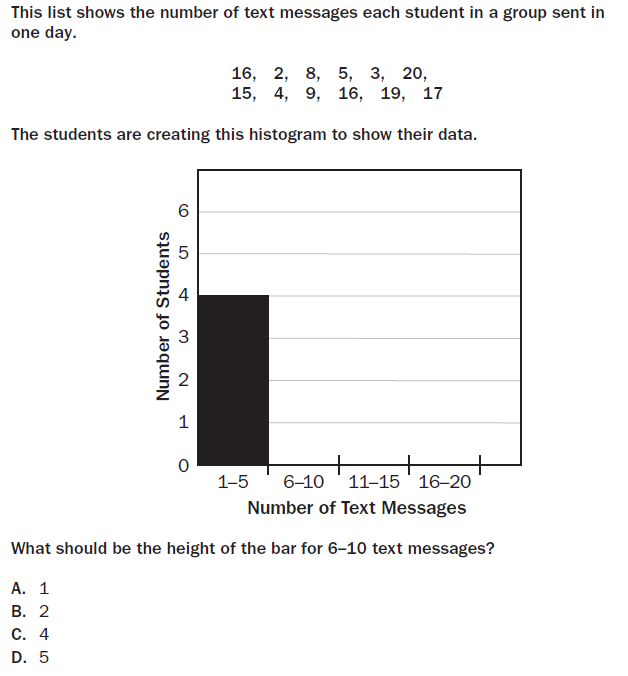 This list shows the number of text messages each student in a group sent in
one day.
16, 2, 8, 5, 3, 20,
15, 4, 9, 16, 19, 17
The students are creating this histogram to show their data.
Number of Students
6
5
4
3
2
1
0
1–5 6–10 11–15 16–20
Number of Text Messages
What should be the height of the bar for 6–10 text messages?
A. 1
B. 2
C. 4
D. 5